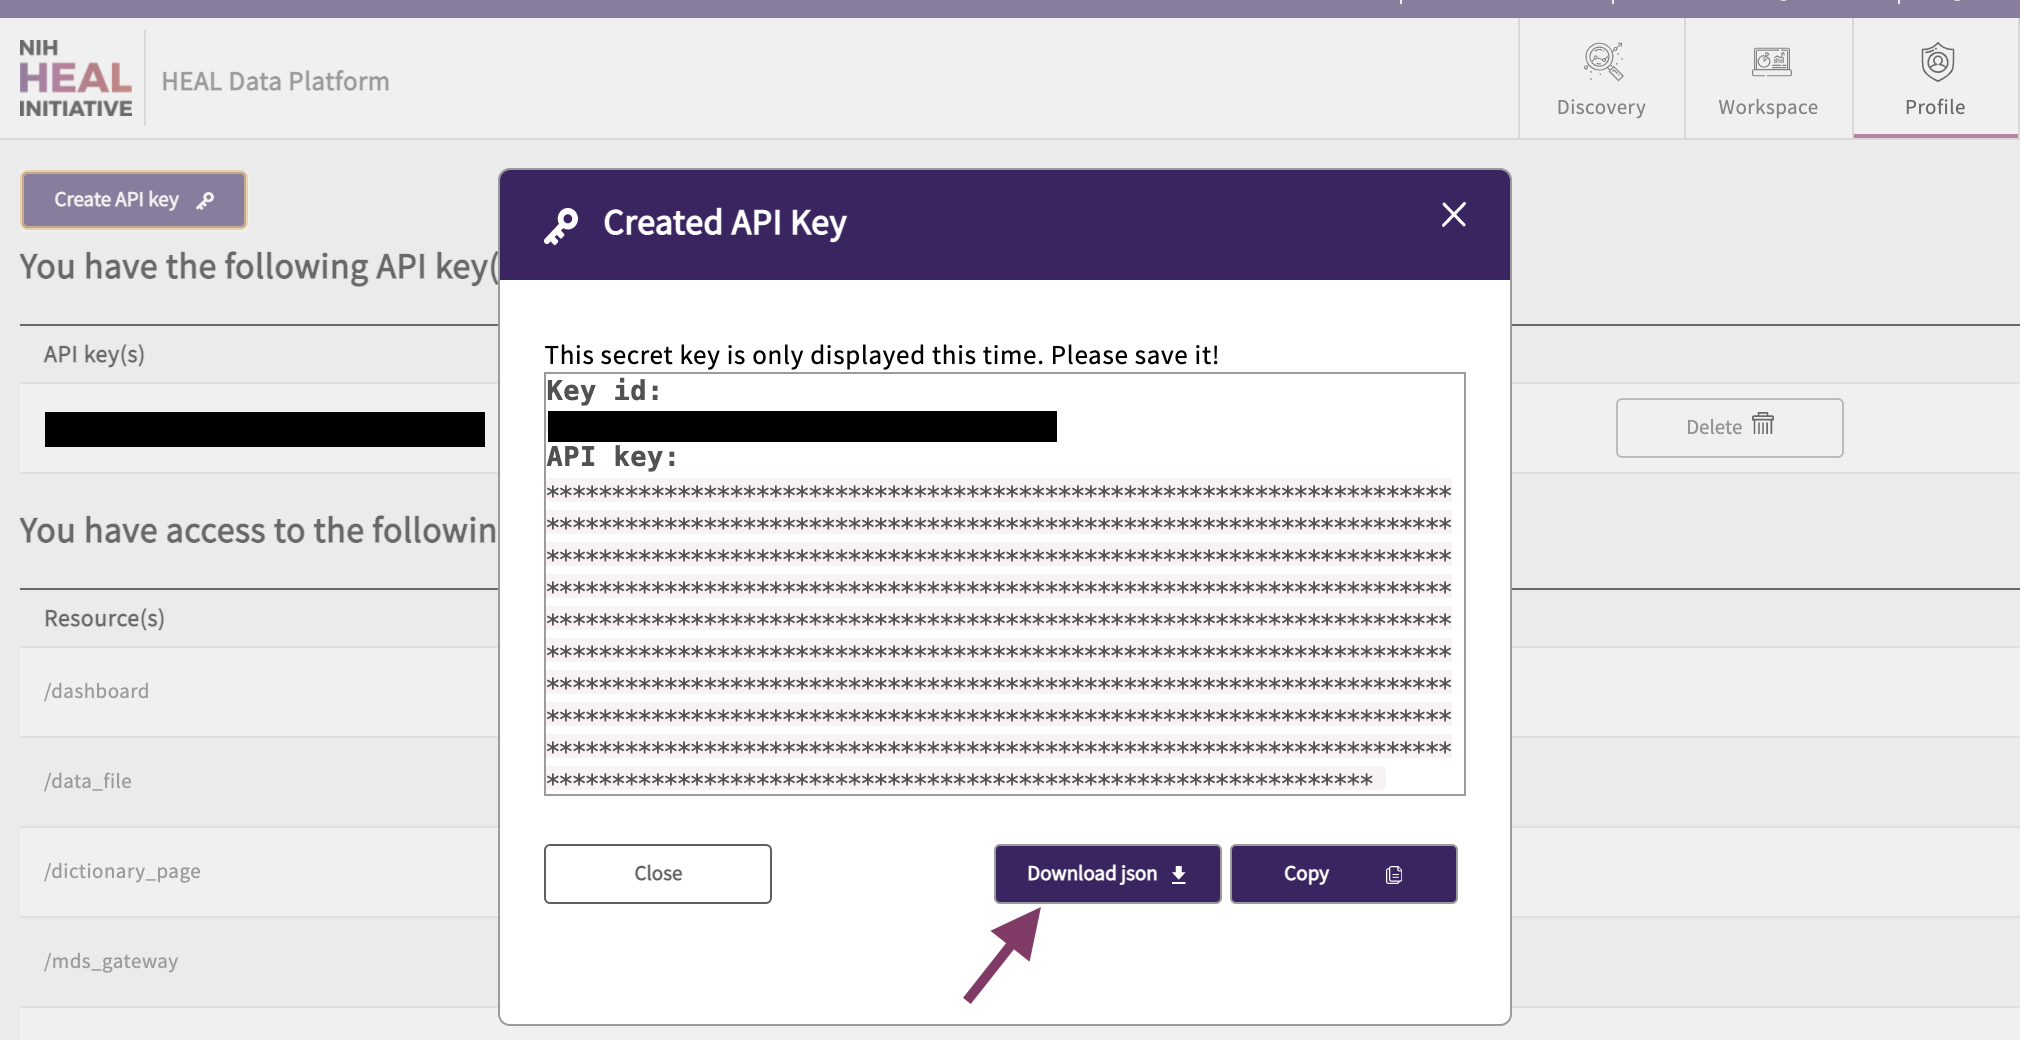 NIH
HEAL
INITIATIVE
HEAL Data Platform
Discovery
Workspace
Profile
Create API key
You have the following API key(
API key(s)
Delete
You have access to the followin
Resource(s)
/dashboard
/data_file
/dictionary_page
/mds_gateway
Created API Key
This secret key is only displayed this time. Please save it!
Key id:
API key:
*********************************************************************
*********************************************************************
*********************************************************************
*********************************************************************
*********************************************************************
*********************************************************************
*********************************************************************
*********************************************************************
*********************************************************************
***************************************************************
Close
Download json
Copy